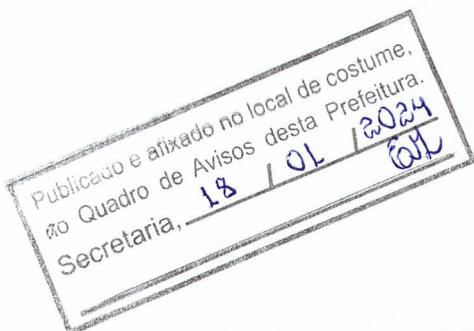 Publicado e afixado no local de costume,
no Quadro de Avisos desta Prefeitura.
Secretaria, 18 / 01 / 2024